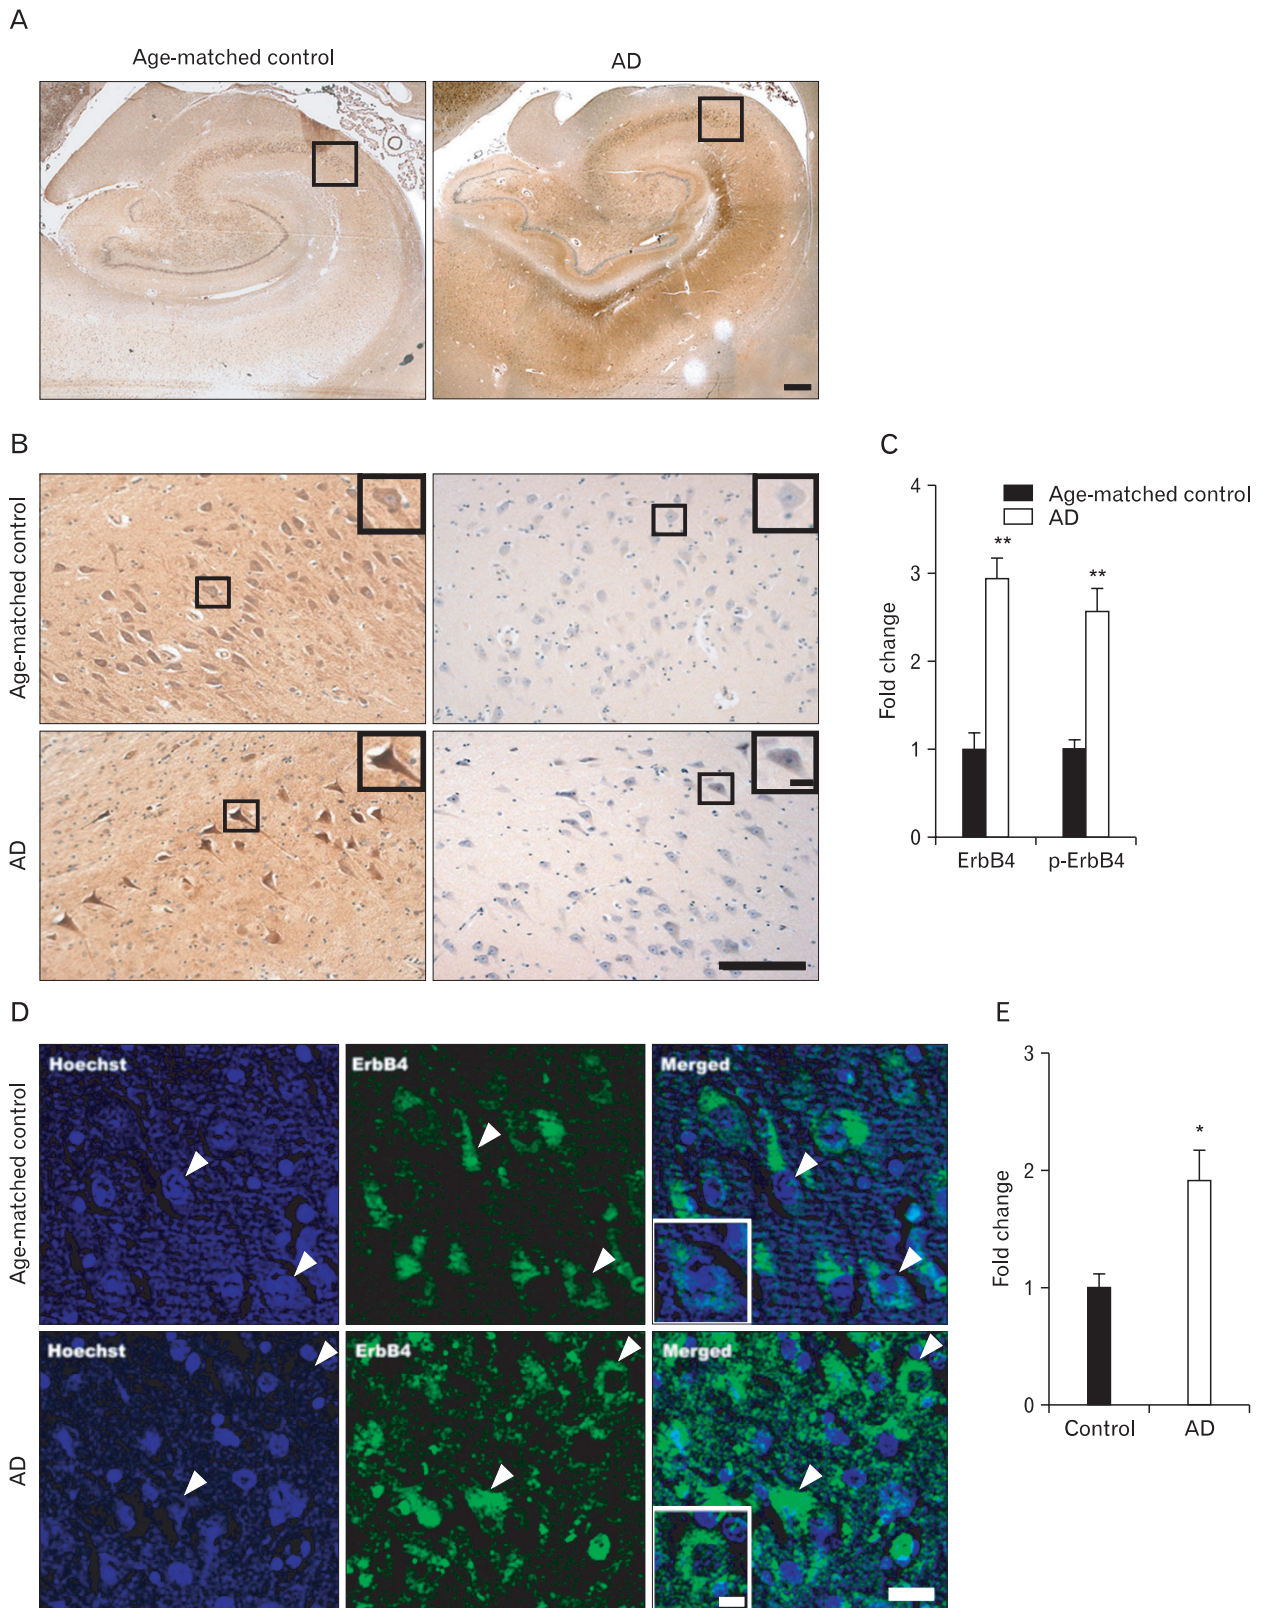 A
Age-matched control
AD
B
Age-matched control
AD
C
4
3
2
1
0
Fold change
Age-matched control
AD
**
**
ErbB4
p-ErbB4
D
Age-matched control
Hoechst
ErbB4
Merged
AD
Hoechst
ErbB4
Merged
E
3
2
1
0
Fold change
*
Control
AD